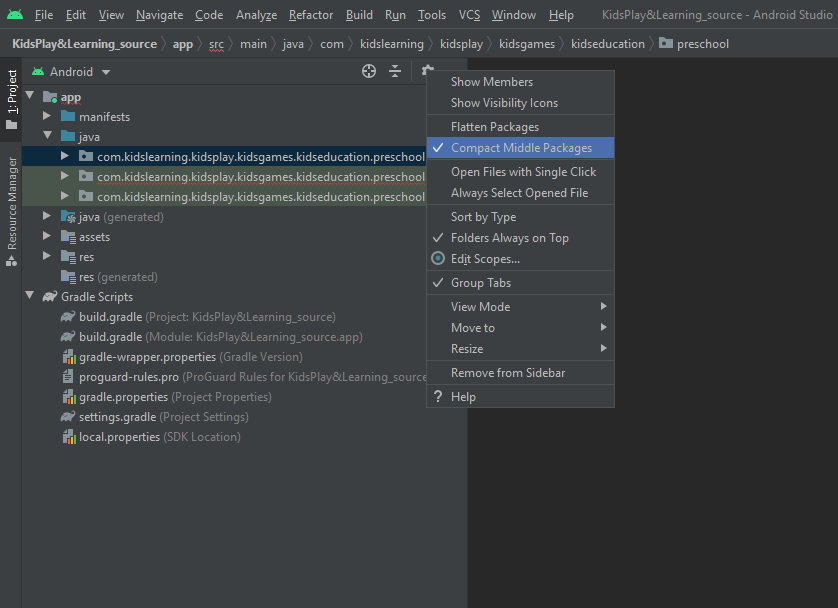 File Edit View Navigate Code Analyze Refactor Build Run Tools VCS Window Help KidsPlay&Learning_source - Android Studio
KidsPlay&Learning_source app src main java com kidslearning kidsplay kidsgames kidseducation preschool
1: Project
Resource Manager
Android
app
manifests
java
com.kidslearning.kidsplay.kidsgames.kidseducation.preschool
com.kidslearning.kidsplay.kidsgames.kidseducation.preschool
com.kidslearning.kidsplay.kidsgames.kidseducation.preschool
java (generated)
assets
res
res (generated)
Gradle Scripts
build.gradle (Project: KidsPlay&Learning_source)
build.gradle (Module: KidsPlay&Learning_source.app)
gradle-wrapper.properties (Gradle Version)
proguard-rules.pro (ProGuard Rules for KidsPlay&Learning_source
gradle.properties (Project Properties)
settings.gradle (Project Settings)
local.properties (SDK Location)
Show Members
Show Visibility Icons
Flatten Packages
Compact Middle Packages
Open Files with Single Click
Always Select Opened File
Sort by Type
Folders Always on Top
Edit Scopes...
Group Tabs
View Mode
Move to
Resize
Remove from Sidebar
? Help